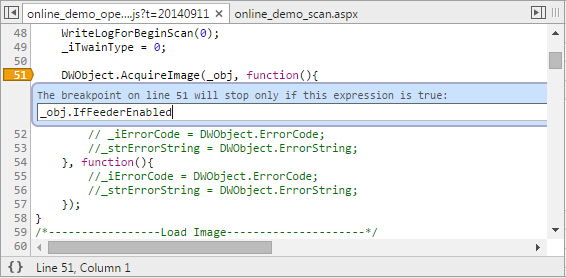 online_demo_ope....js?t=20140911 × online_demo_scan.aspx
48 WriteLogForBeginScan(0);
49 _iTwainType = 0;
50
51 DWObject.AcquireImage(_obj, function(){
The breakpoint on line 51 will stop only if this expression is true:
_obj.IfFeederEnabled
52 // _iErrorCode = DWObject.ErrorCode;
53 //_strErrorString = DWObject.ErrorString;
54 }, function(){
55 //_iErrorCode = DWObject.ErrorCode;
56 //_strErrorString = DWObject.ErrorString;
57 });
58 }
59 /*-----------------Load Image---------------------*/
60
{} Line 51, Column 1